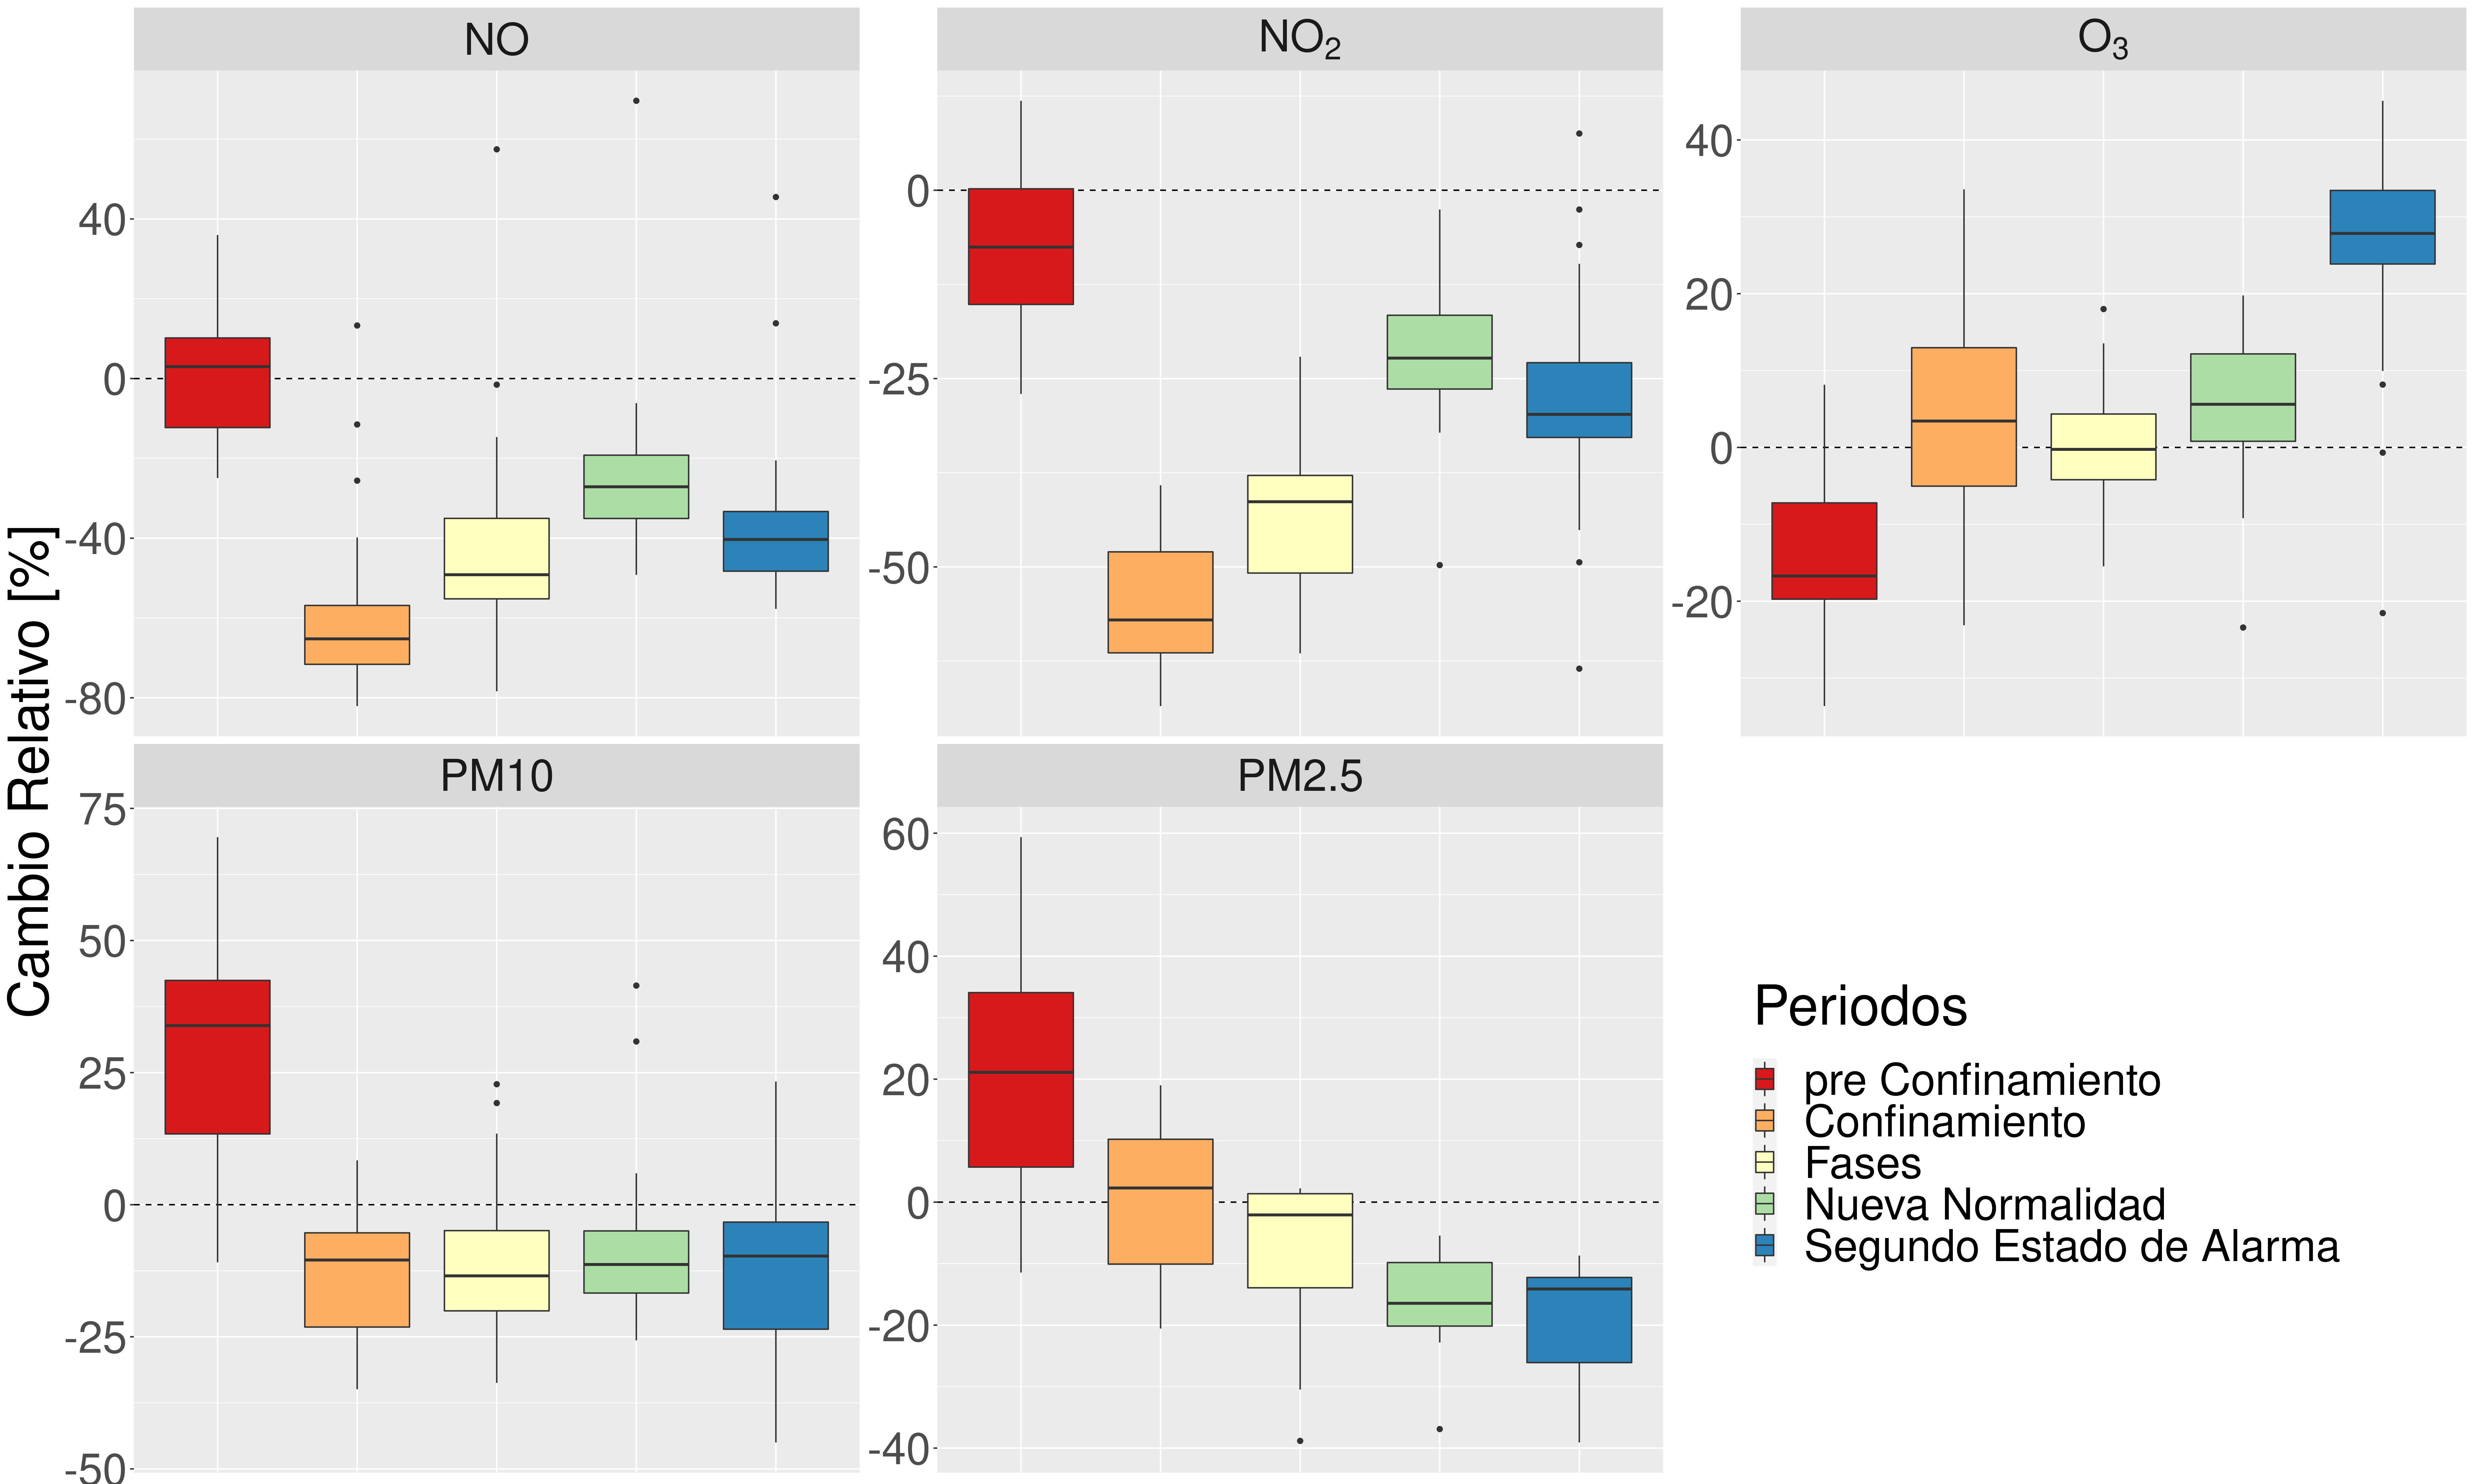 NO
NO2
O3
40
0
-40
-80
0
-25
-50
40
20
0
-20
Cambio Relativo [%]
PM10
PM2.5
75
50
25
0
-25
-50
60
40
20
0
-20
-40
Periodos
pre Confinamiento
Confinamiento
Fases
Nueva Normalidad
Segundo Estado de Alarma